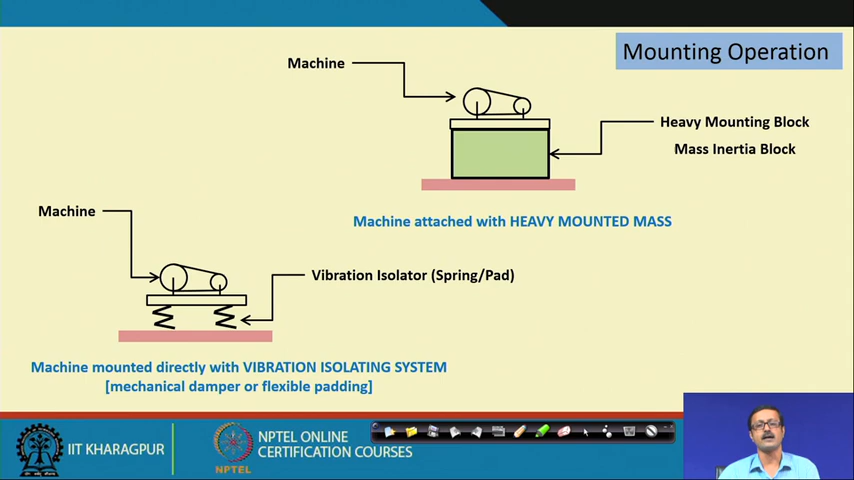 Mounting Operation
Machine
Heavy Mounting Block
Mass Inertia Block
Machine attached with HEAVY MOUNTED MASS
Machine
Vibration Isolator (Spring/Pad)
Machine mounted directly with VIBRATION ISOLATING SYSTEM
[mechanical damper or flexible padding]
IIT KHARAGPUR
NPTEL
NPTEL ONLINE
CERTIFICATION COURSES